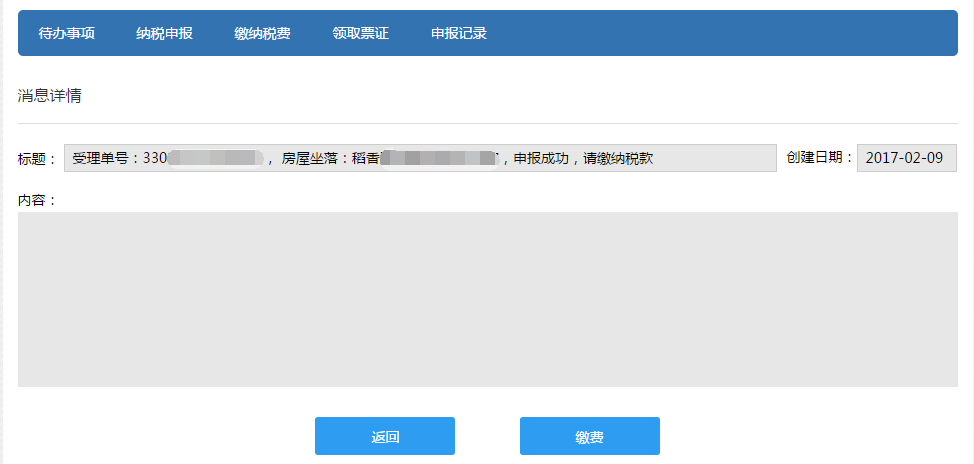 待办事项 纳税申报 缴纳税费 领取票证 申报记录
消息详情
标题： 受理单号：330 ， 房屋坐落：稻香 ，申报成功，请缴纳税款 创建日期： 2017-02-09
内容：
返回 缴费